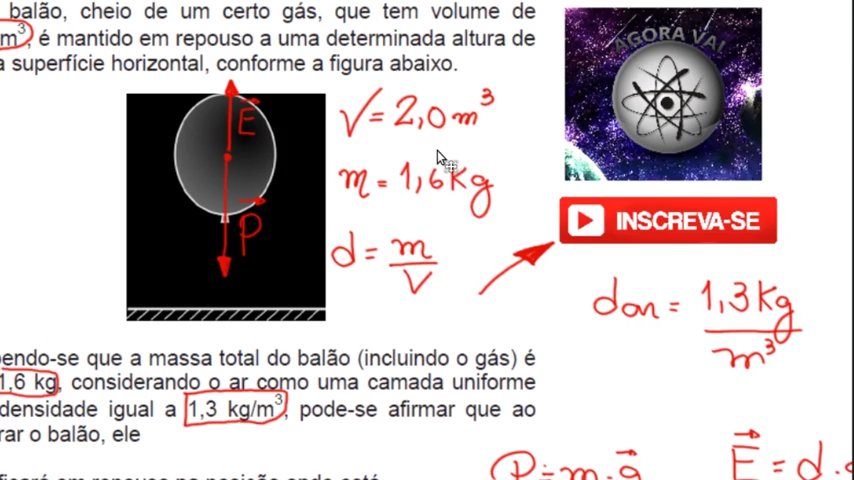 balão, cheio de um certo gás, que tem volume de
m³, é mantido em repouso a uma determinada altura de
a superfície horizontal, conforme a figura abaixo.
AGORA VAI
E
V = 2,0 m³
m = 1,6 Kg
P
d = m/V
INSCREVA-SE
dar = 1,3 Kg/m³
endo-se que a massa total do balão (incluindo o gás) é
1,6 kg, considerando o ar como uma camada uniforme
densidade igual a 1,3 kg/m³, pode-se afirmar que ao
rar o balão, ele
P = m . g
E = d .